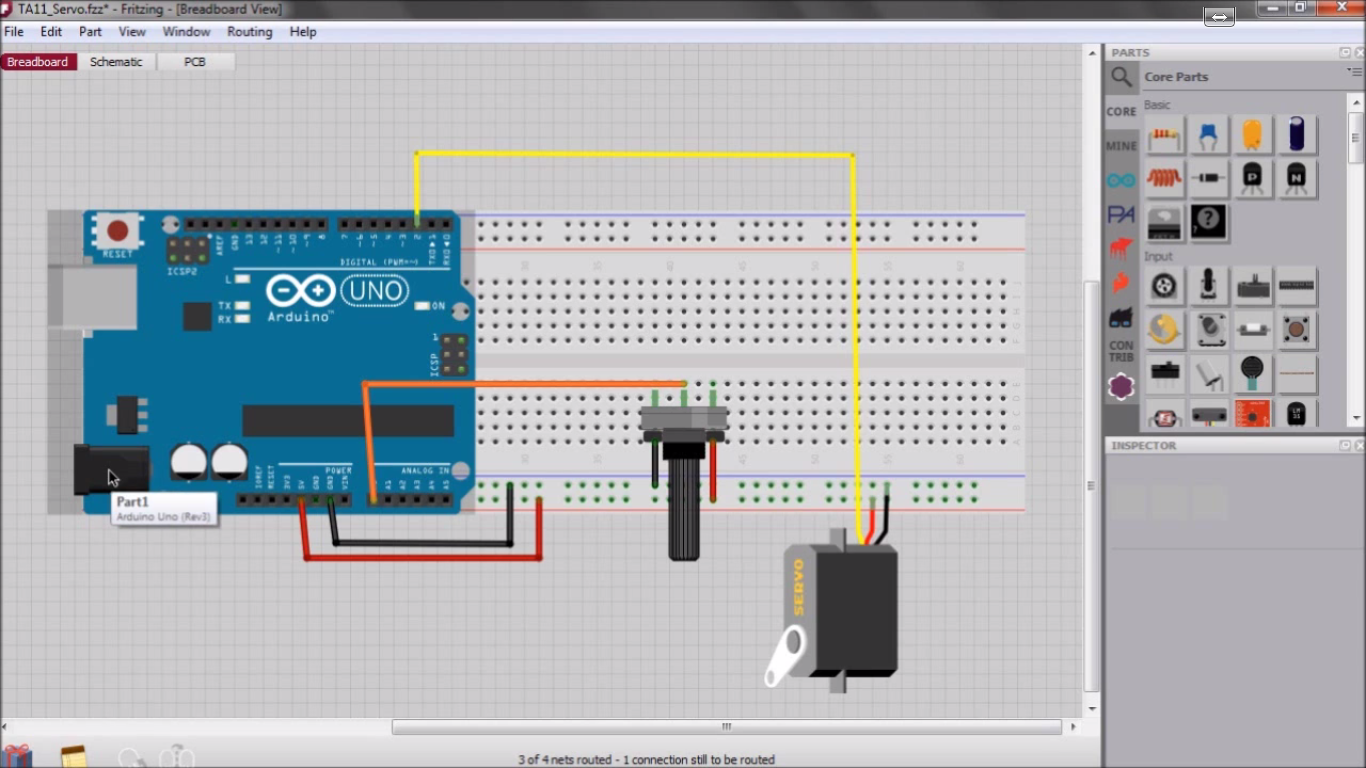 TA11_Servo.fzz* - Fritzing - [Breadboard View]
File Edit Part View Window Routing Help
Breadboard Schematic PCB
PARTS
Core Parts
CORE
MINE
CON
TRIB
Basic
Input
RESET
ICSP2
AREF
GND
13
12
~11
~10
~9
8
7
~6
~5
4
~3
2
TXD 1
RXD 0
DIGITAL (PWM=~)
L
TX
RX
UNO
ON
Arduino™
1
ICSP
IOREF
RESET
3V3
5V
GND
GND
VIN
POWER
ANALOG IN
A1
A2
A3
A4
A5
Part1
Arduino Uno (Rev3)
SERVO
INSPECTOR
3 of 4 nets routed - 1 connection still to be routed